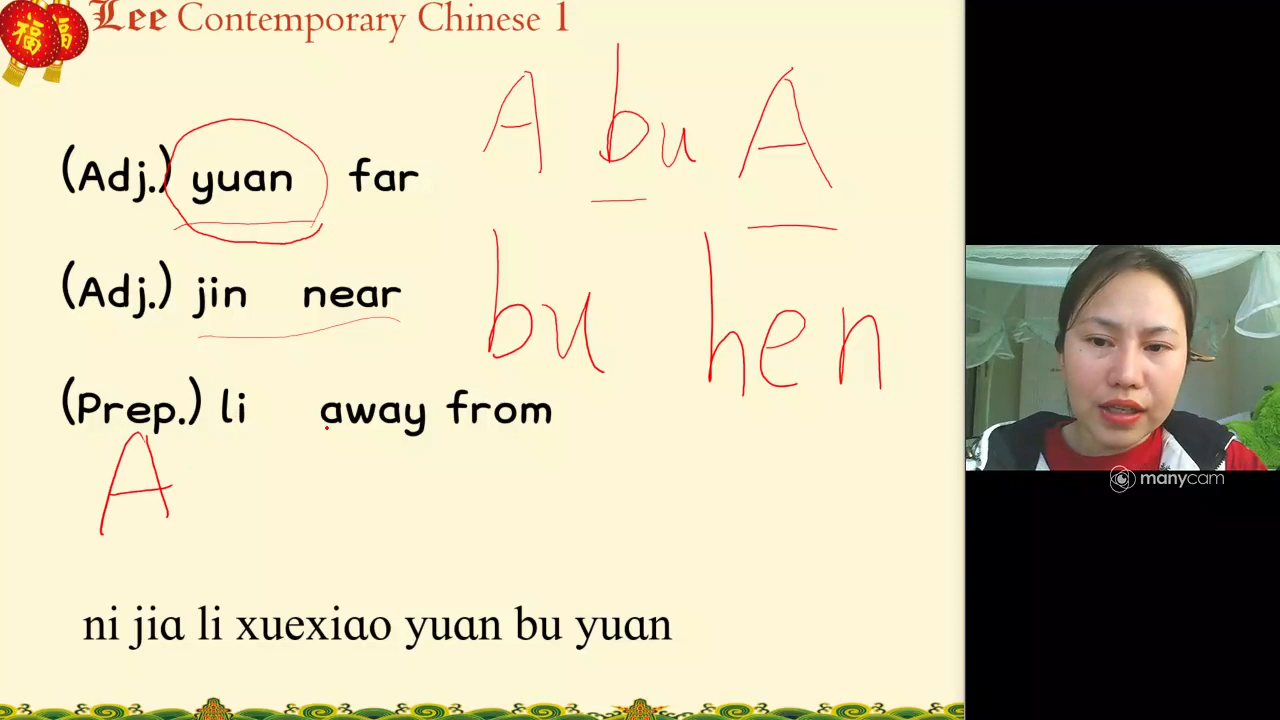 福 福
Lee Contemporary Chinese 1
A bu A
(Adj.) yuan far
(Adj.) jin near
bu hen
(Prep.) li away from
A
manycam
ni jia li xuexiao yuan bu yuan